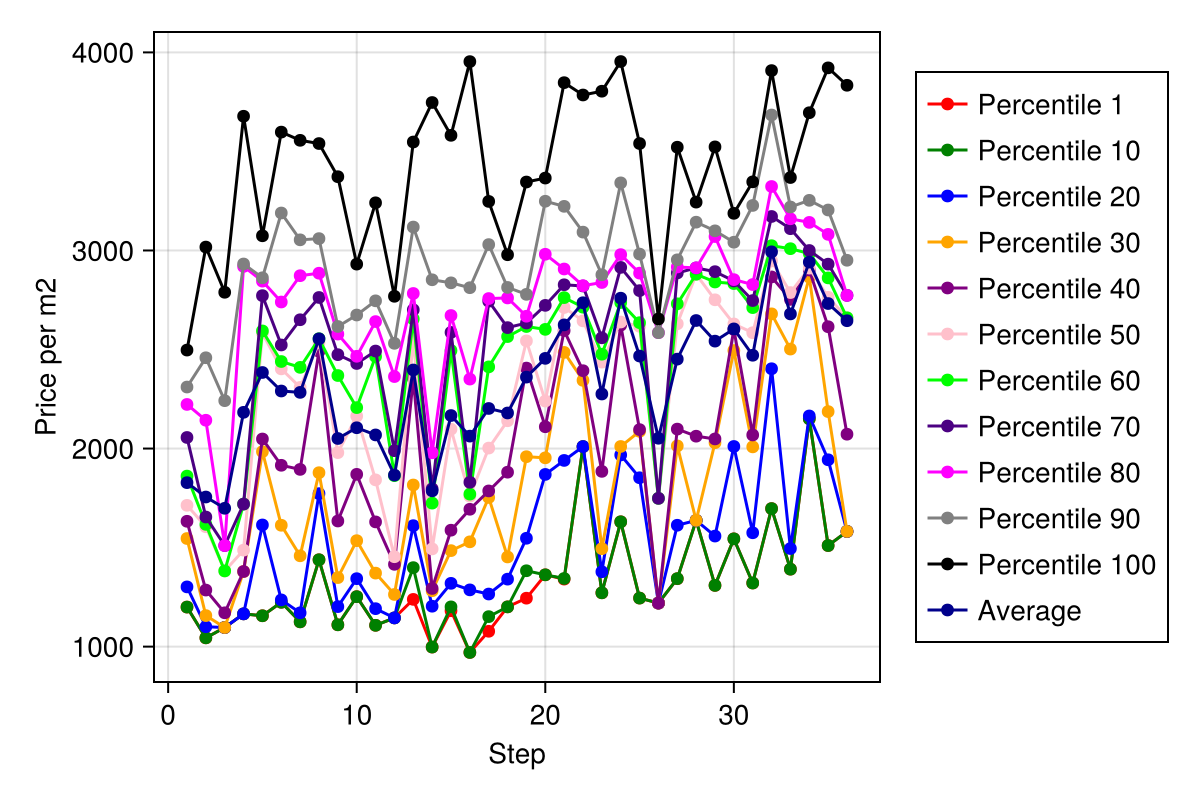 4000
3000
2000
1000
Price per m2
0 10 20 30
Step
Percentile 1
Percentile 10
Percentile 20
Percentile 30
Percentile 40
Percentile 50
Percentile 60
Percentile 70
Percentile 80
Percentile 90
Percentile 100
Average